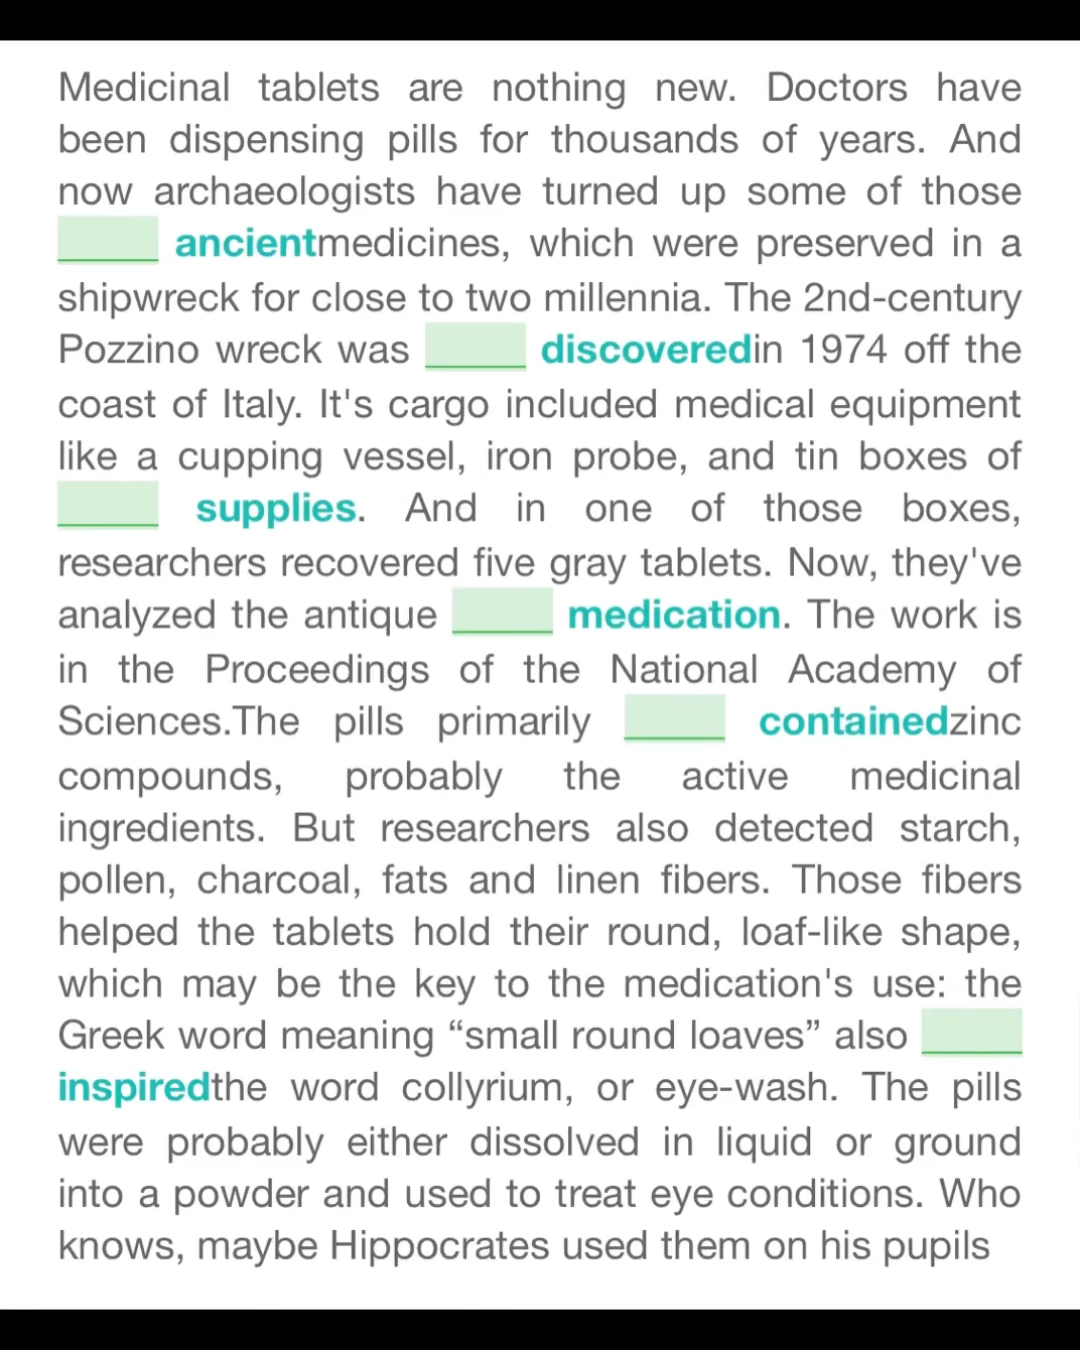 Medicinal tablets are nothing new. Doctors have
been dispensing pills for thousands of years. And
now archaeologists have turned up some of those
ancientmedicines, which were preserved in a
shipwreck for close to two millennia. The 2nd-century
Pozzino wreck was discoveredin 1974 off the
coast of Italy. It's cargo included medical equipment
like a cupping vessel, iron probe, and tin boxes of
supplies. And in one of those boxes,
researchers recovered five gray tablets. Now, they've
analyzed the antique medication. The work is
in the Proceedings of the National Academy of
Sciences.The pills primarily containedzinc
compounds, probably the active medicinal
ingredients. But researchers also detected starch,
pollen, charcoal, fats and linen fibers. Those fibers
helped the tablets hold their round, loaf-like shape,
which may be the key to the medication's use: the
Greek word meaning “small round loaves” also
inspiredthe word collyrium, or eye-wash. The pills
were probably either dissolved in liquid or ground
into a powder and used to treat eye conditions. Who
knows, maybe Hippocrates used them on his pupils